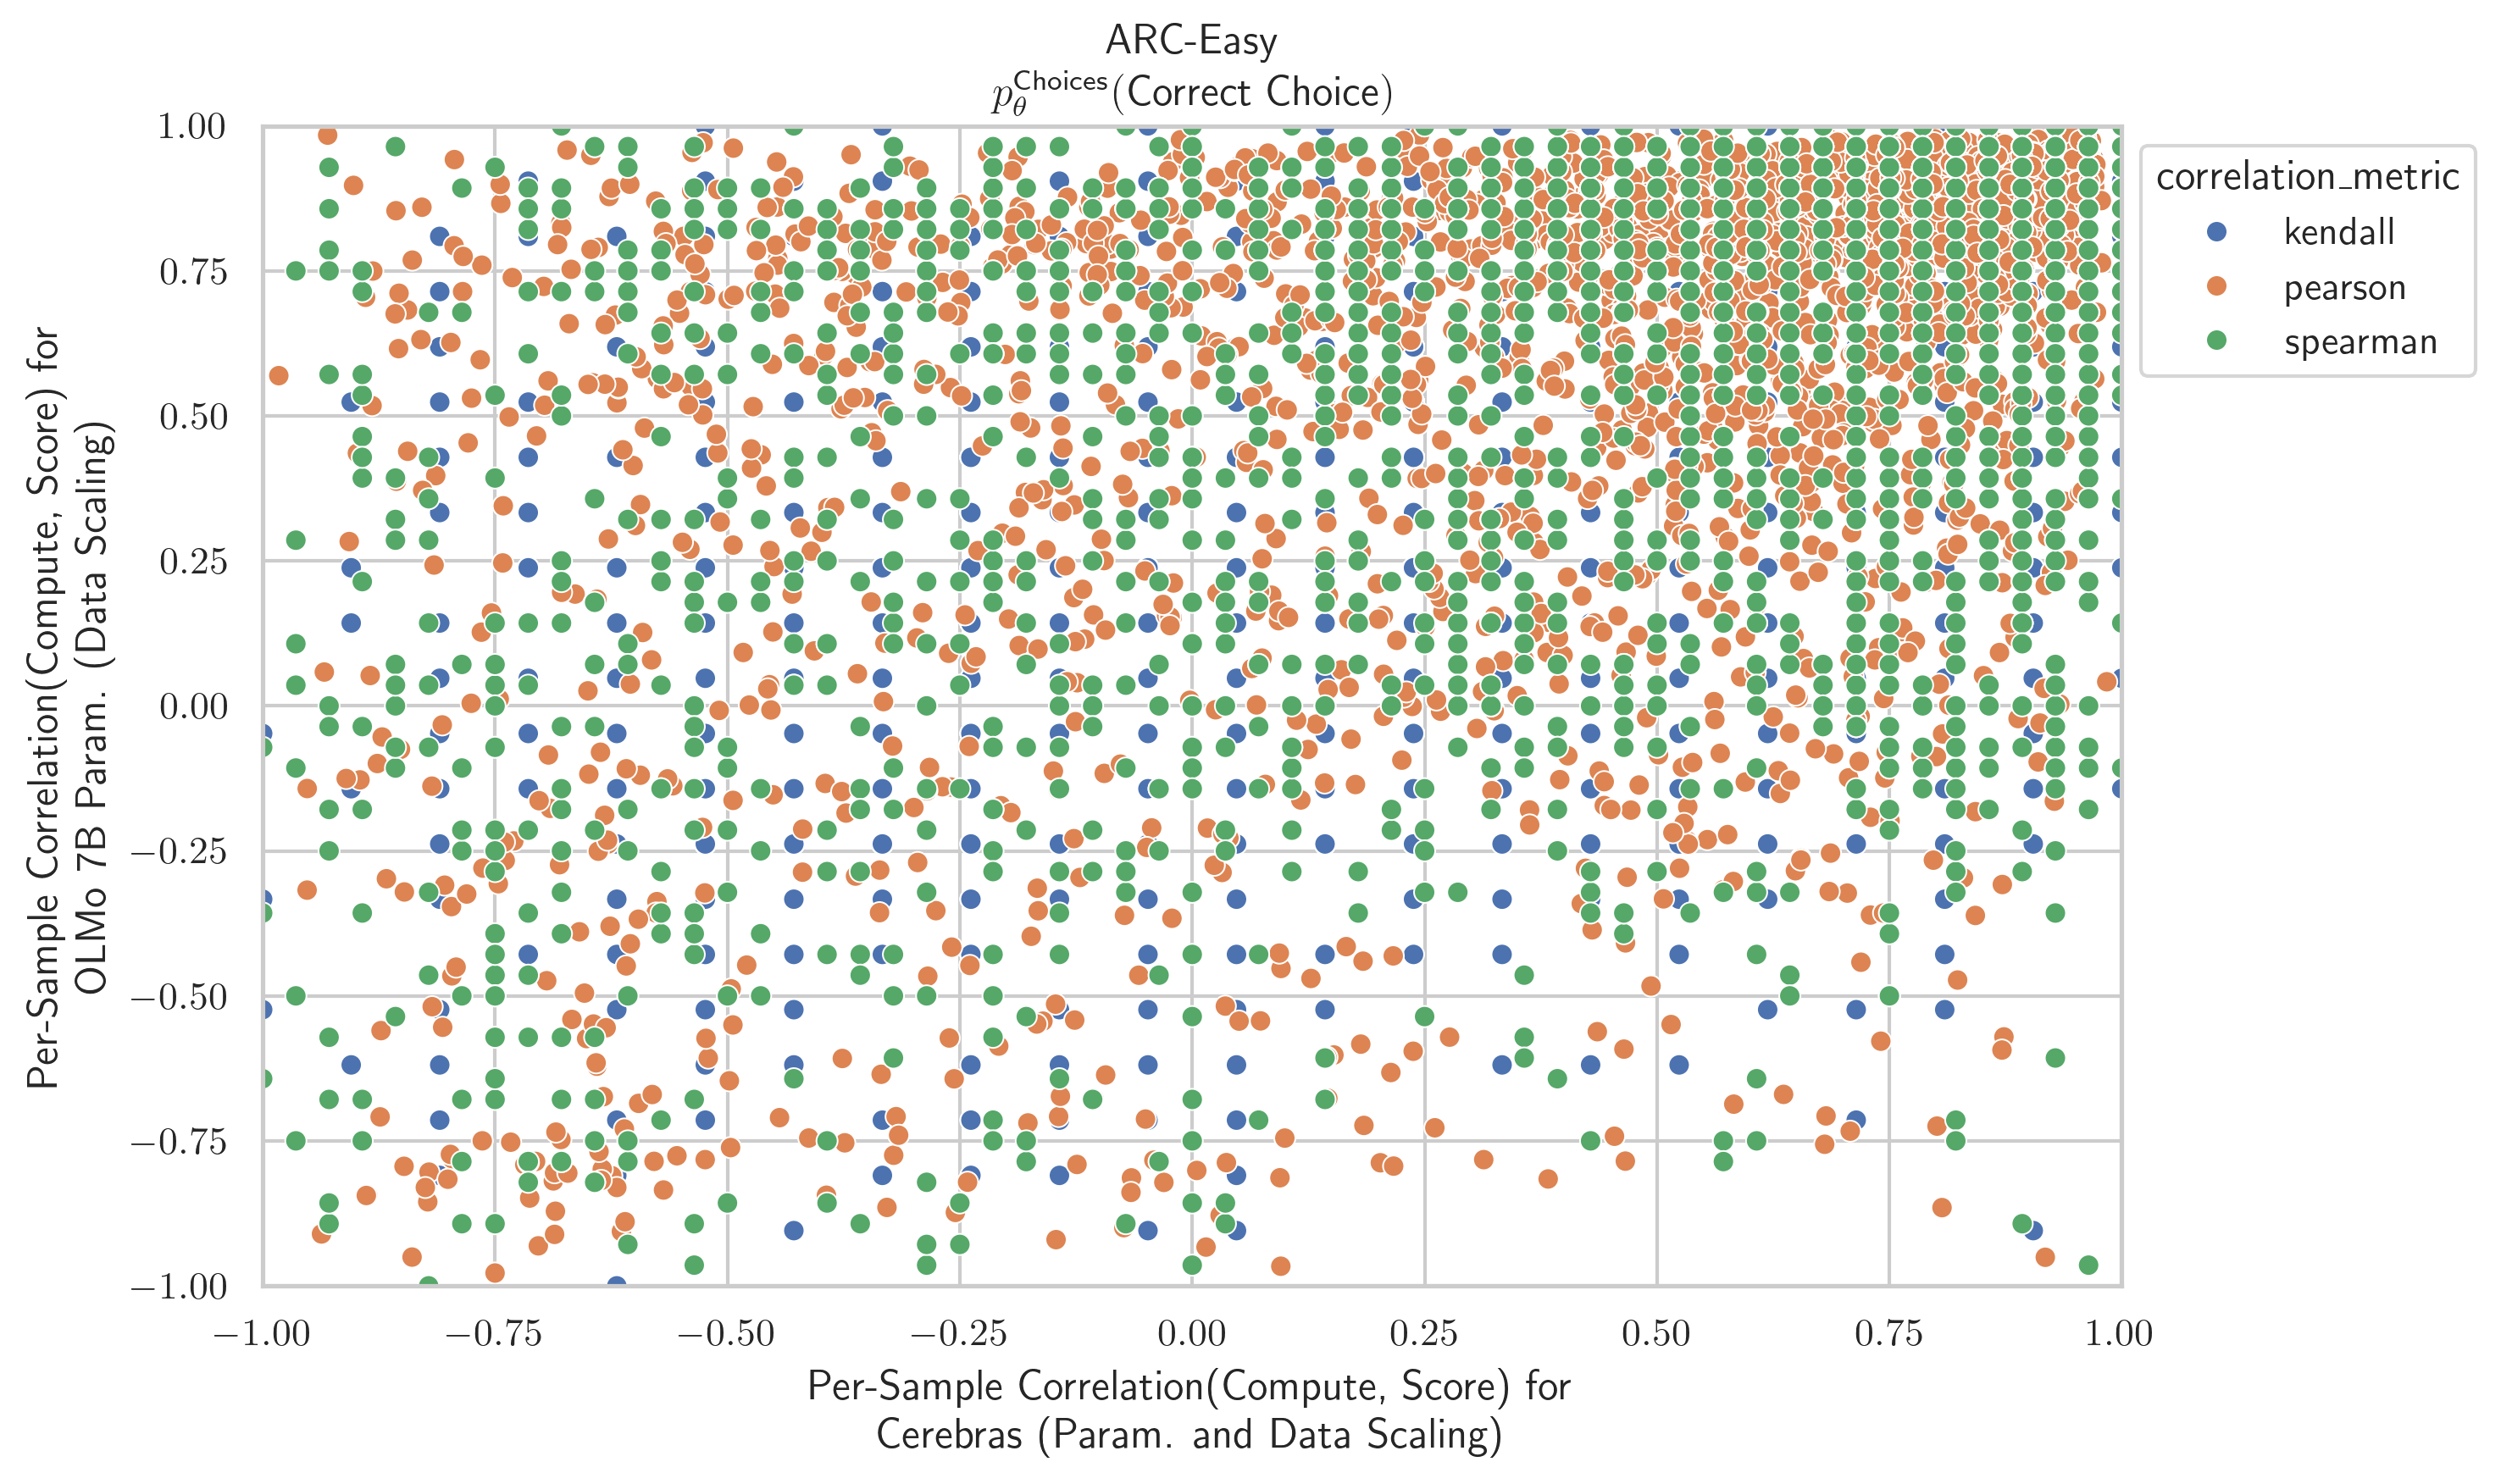 ARC-Easy
p_θ^Choices(Correct Choice)
1.00
0.75
0.50
0.25
0.00
−0.25
−0.50
−0.75
−1.00
Per-Sample Correlation(Compute, Score) for
OLMo 7B Param. (Data Scaling)
−1.00 −0.75 −0.50 −0.25 0.00 0.25 0.50 0.75 1.00
Per-Sample Correlation(Compute, Score) for
Cerebras (Param. and Data Scaling)
correlation_metric
kendall
pearson
spearman